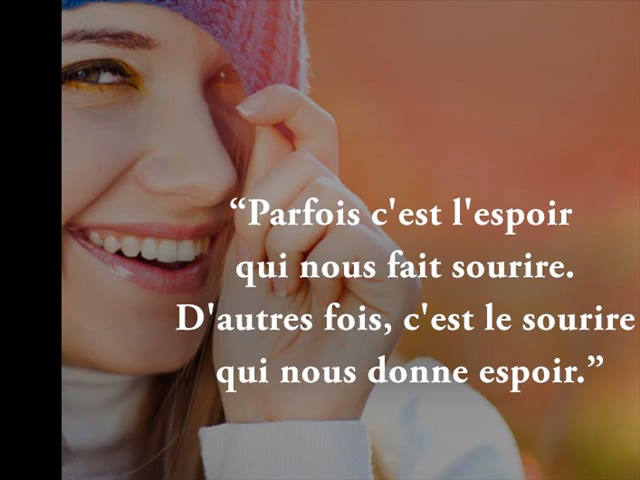 “Parfois c'est l'espoir
qui nous fait sourire.
D'autres fois, c'est le sourire
qui nous donne espoir.”